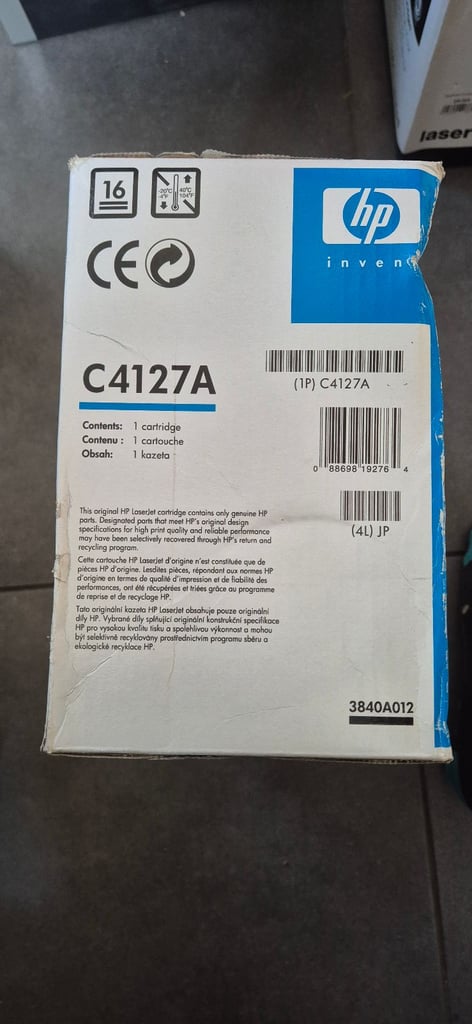 16
-20°C
-4°F
40°C
104°F
hp
CE
inven
laser
C4127A
(1P) C4127A
Contents: 1 cartridge
Contenu : 1 cartouche
Obsah: 1 kazeta
0 88698 19276 4
(4L) JP
This original HP LaserJet cartridge contains only genuine HP
parts. Designated parts that meet HP's original design
specifications for high print quality and reliable performance
may have been selectively recovered through HP's return and
recycling program.
Cette cartouche HP LaserJet d'origine n'est constituée que de
pièces HP d'origine. Lesdites pièces, répondant aux normes HP
d'origine en termes de qualité d'impression et de fiabilité des
performances, ont été récupérées et triées grâce au programme
de reprise et de recyclage HP.
Tato originální kazeta HP LaserJet obsahuje pouze originální
díly HP. Vybrané díly splňující originální konstrukční specifikace
HP pro vysokou kvalitu tisku a spolehlivou výkonnost a mohou
být selektivně recyklovány prostřednictvím programu sběru a
ekologické recyklace HP.
3840A012